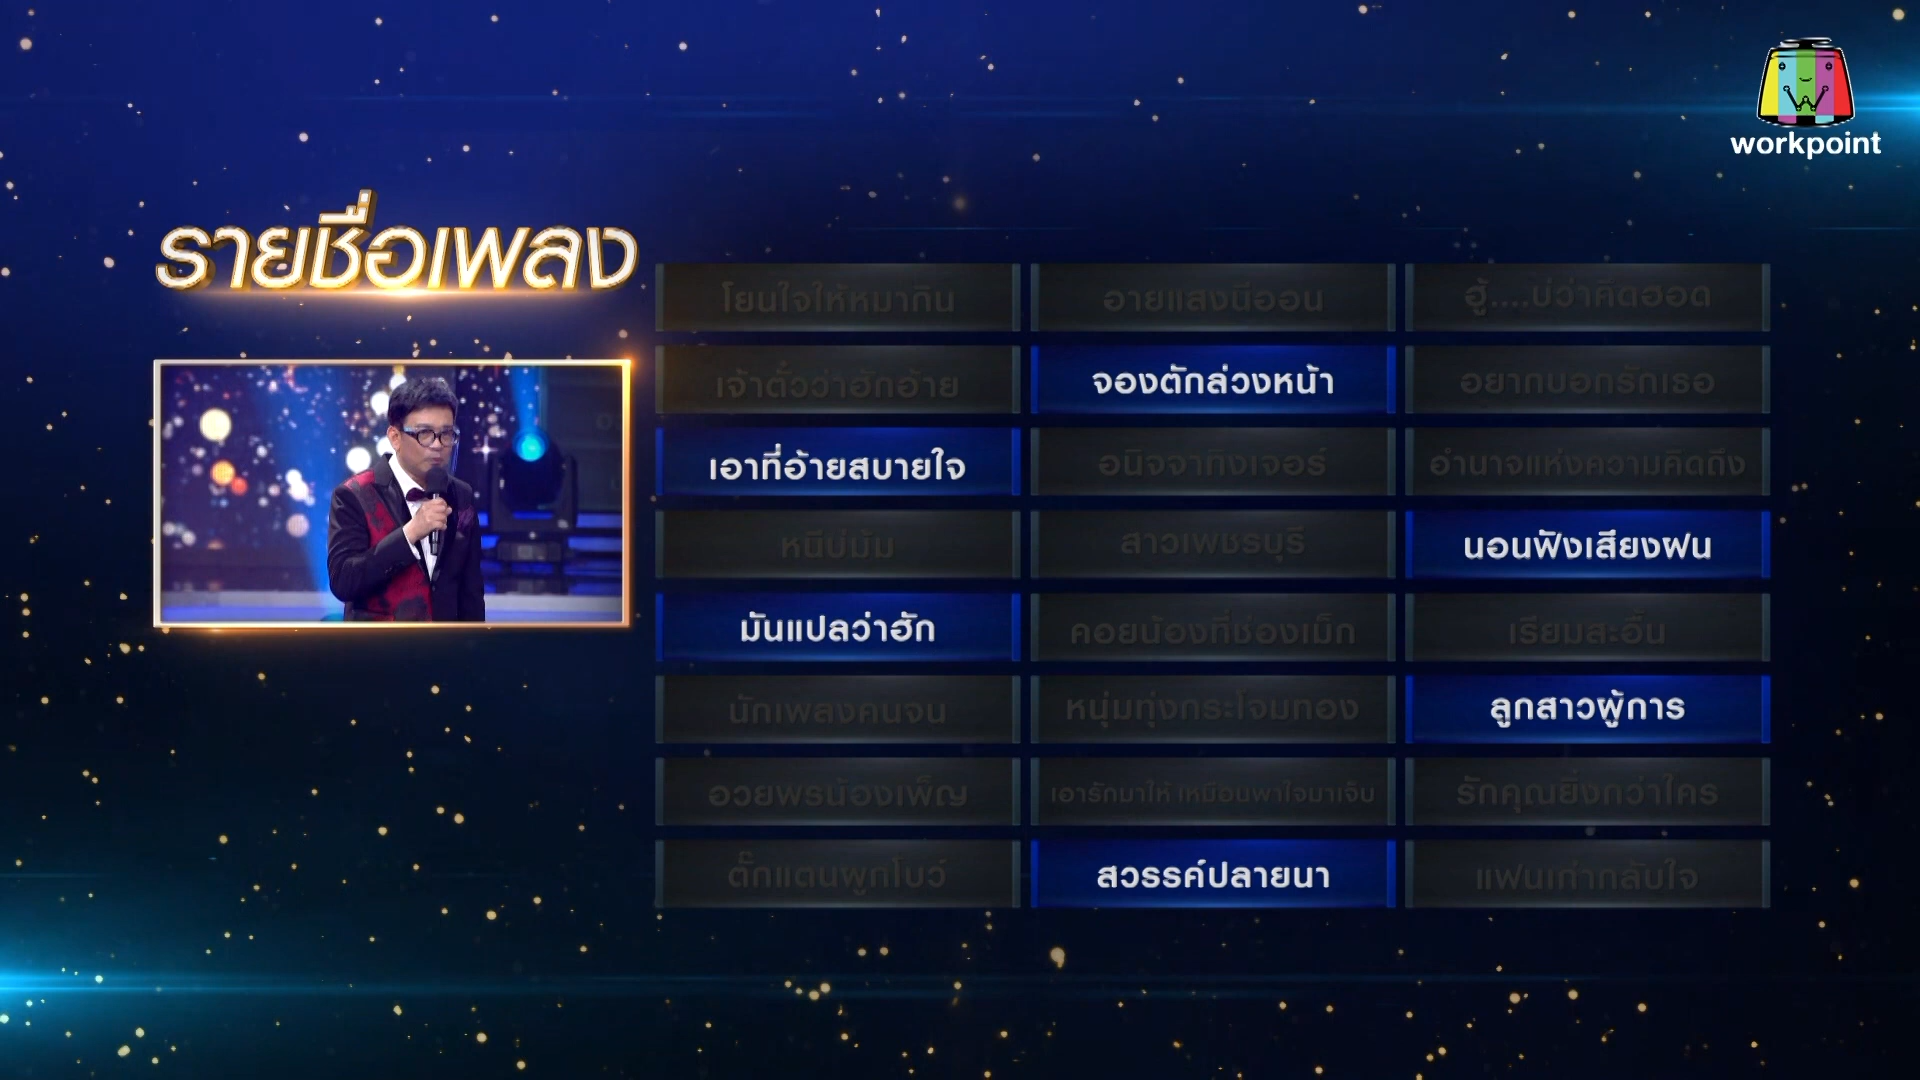 workpoint
รายชื่อเพลง
โยนใจให้หมากิน
อายแสงนีออน
ฮู้....บ่ว่าคิดฮอด
เจ้าตั๋วว่าฮักอ้าย
จองตักล่วงหน้า
อยากบอกรักเธอ
เอาที่อ้ายสบายใจ
อนิจจาทิงเจอร์
อำนาจแห่งความคิดถึง
หนีบ่ม้ม
สาวเพชรบุรี
นอนฟังเสียงฝน
มันแปลว่าฮัก
คอยน้องที่ช่องเม็ก
เรียมสะอื้น
นักเพลงคนจน
หนุ่มทุ่งกระโจมทอง
ลูกสาวผู้การ
อวยพรน้องเพ็ญ
เอารักมาให้ เหมือนพาใจมาเจ็บ
รักคุณยิ่งกว่าใคร
ตั๊กแตนผูกโบว์
สวรรค์ปลายนา
แฟนเก่ากลับใจ